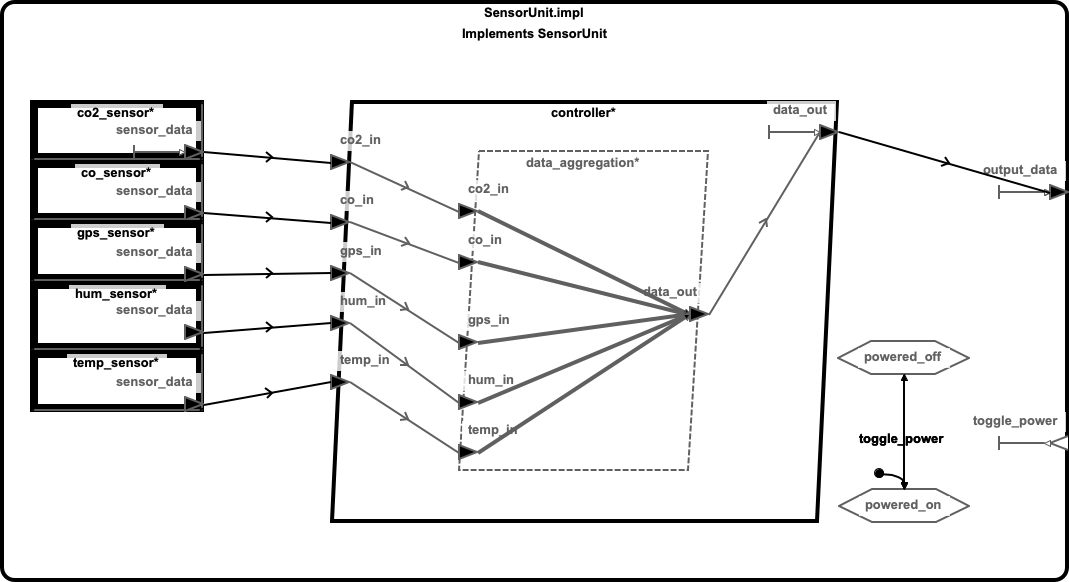 SensorUnit.impl
Implements SensorUnit
co2_sensor*
sensor_data
co_sensor*
sensor_data
gps_sensor*
sensor_data
hum_sensor*
sensor_data
temp_sensor*
sensor_data
controller*
co2_in
co_in
gps_in
hum_in
temp_in
data_aggregation*
co2_in
co_in
gps_in
hum_in
temp_in
data_out
data_out
output_data
powered_off
toggle_power
powered_on
toggle_power